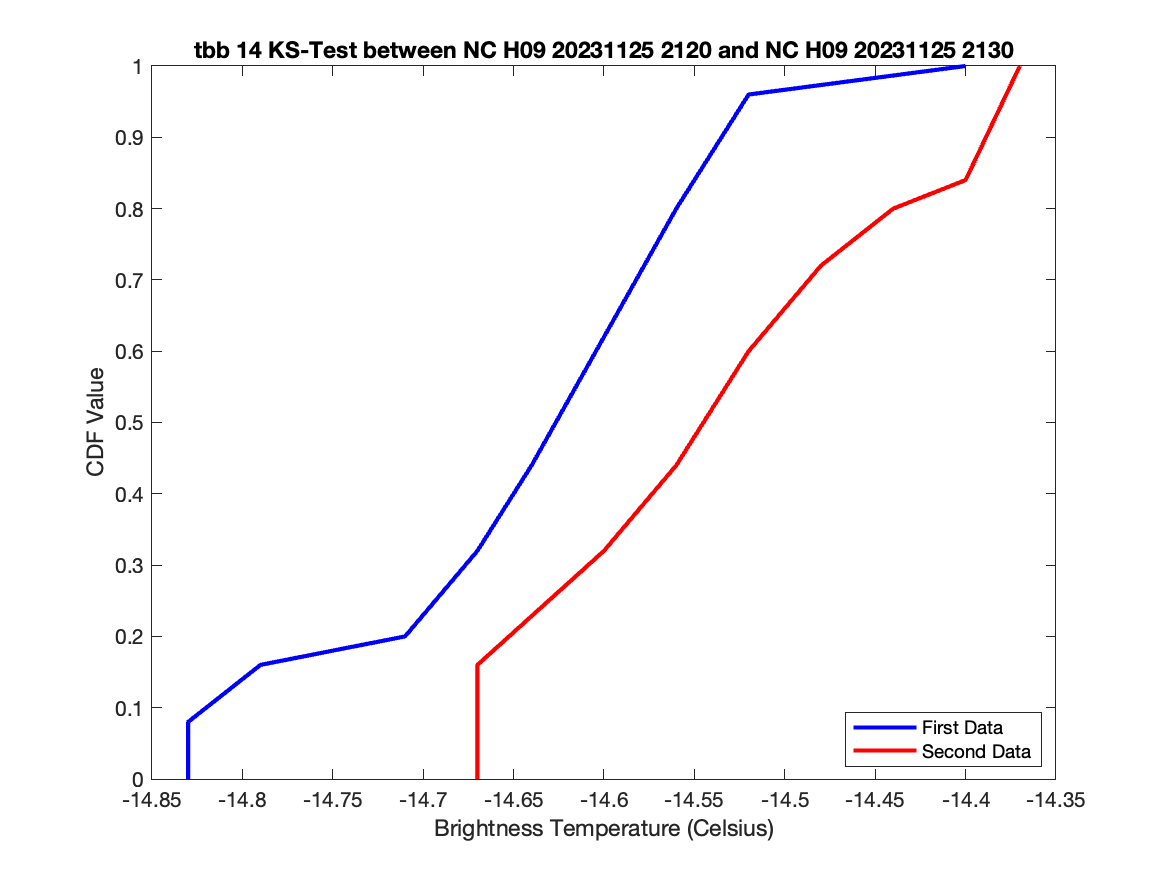 tbb 14 KS-Test between NC H09 20231125 2120 and NC H09 20231125 2130
1
0.9
0.8
0.7
0.6
0.5
0.4
0.3
0.2
0.1
0
CDF Value
First Data
Second Data
-14.85 -14.8 -14.75 -14.7 -14.65 -14.6 -14.55 -14.5 -14.45 -14.4 -14.35
Brightness Temperature (Celsius)